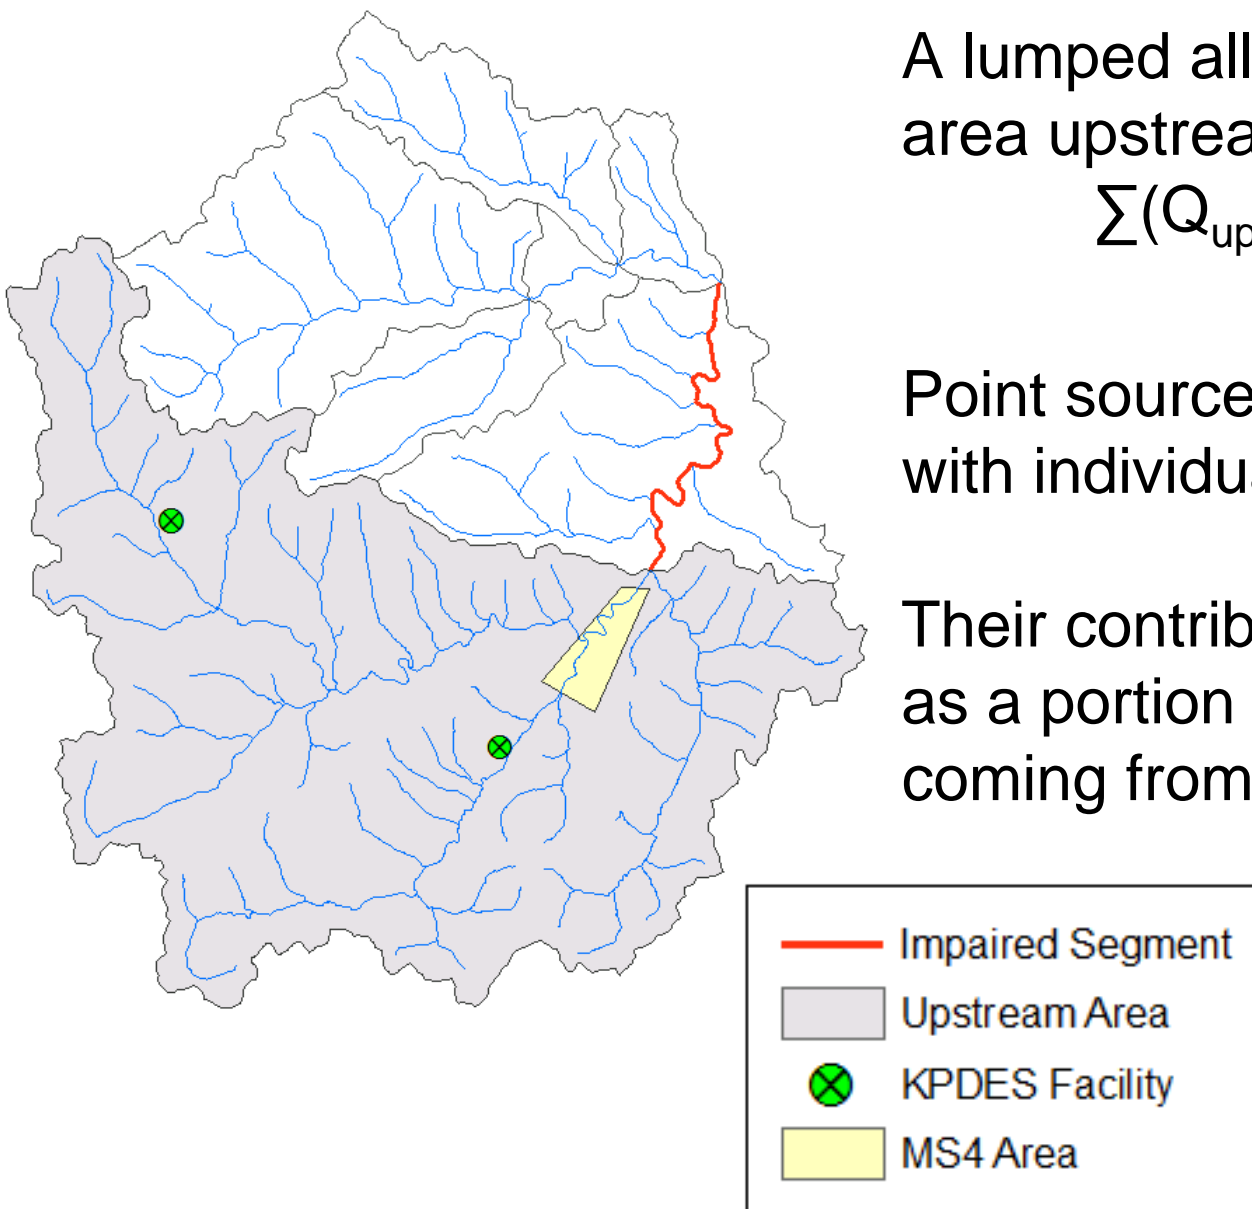 A lumped all
area upstrea
∑(Qup
Point source
with individu
Their contrib
as a portion
coming from
Impaired Segment
Upstream Area
KPDES Facility
MS4 Area